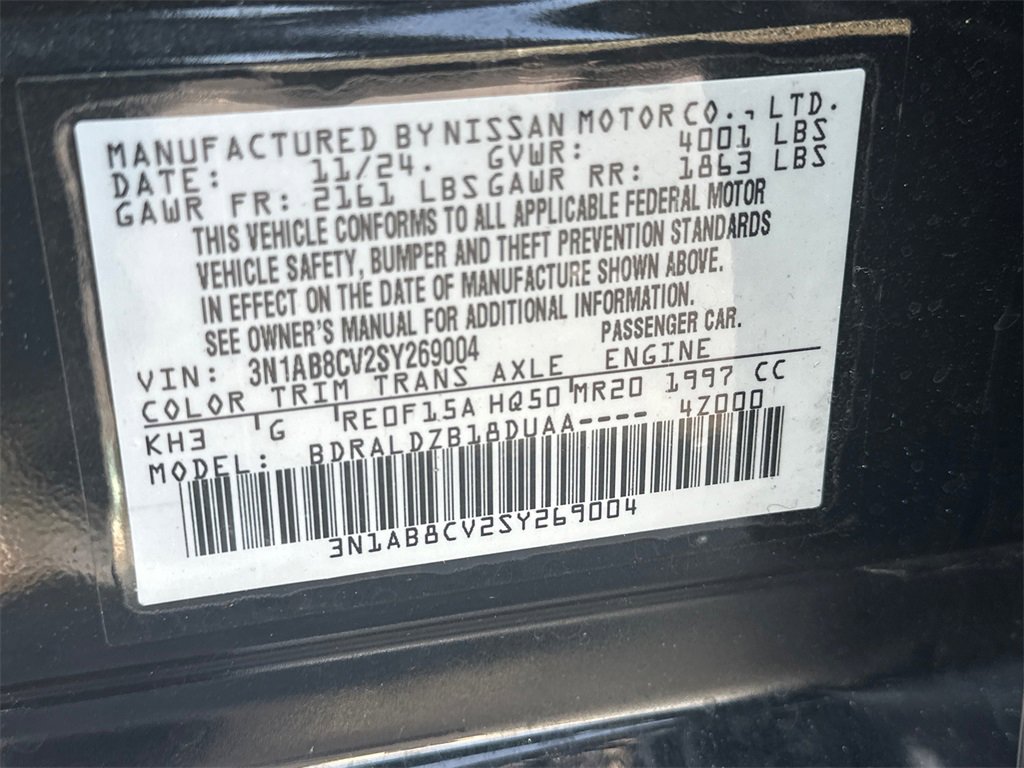 MANUFACTURED BY NISSAN MOTOR CO., LTD.
DATE: 11/24. GVWR: 4001 LBS
GAWR FR: 2161 LBS GAWR RR: 1863 LBS
THIS VEHICLE CONFORMS TO ALL APPLICABLE FEDERAL MOTOR
VEHICLE SAFETY, BUMPER AND THEFT PREVENTION STANDARDS
IN EFFECT ON THE DATE OF MANUFACTURE SHOWN ABOVE.
SEE OWNER'S MANUAL FOR ADDITIONAL INFORMATION.
VIN: 3N1AB8CV2SY269004 PASSENGER CAR.
COLOR TRIM TRANS AXLE ENGINE
KH3 G RE0F15A HQ50 MR20 1997 CC
MODEL: BDRALDZB18DUAA---- 4Z000
3N1AB8CV2SY269004